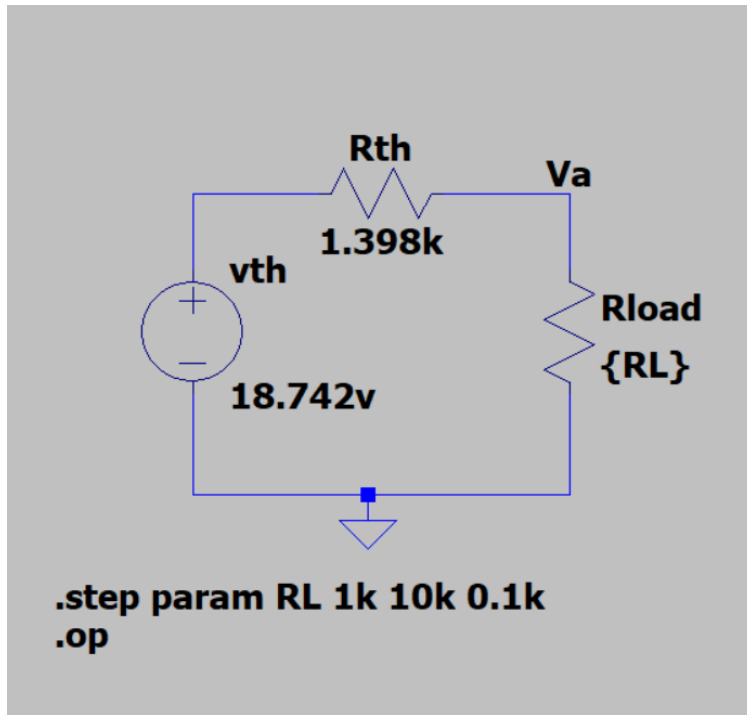 Rth
Va
1.398k
vth
Rload
{RL}
18.742v
.step param RL 1k 10k 0.1k
.op